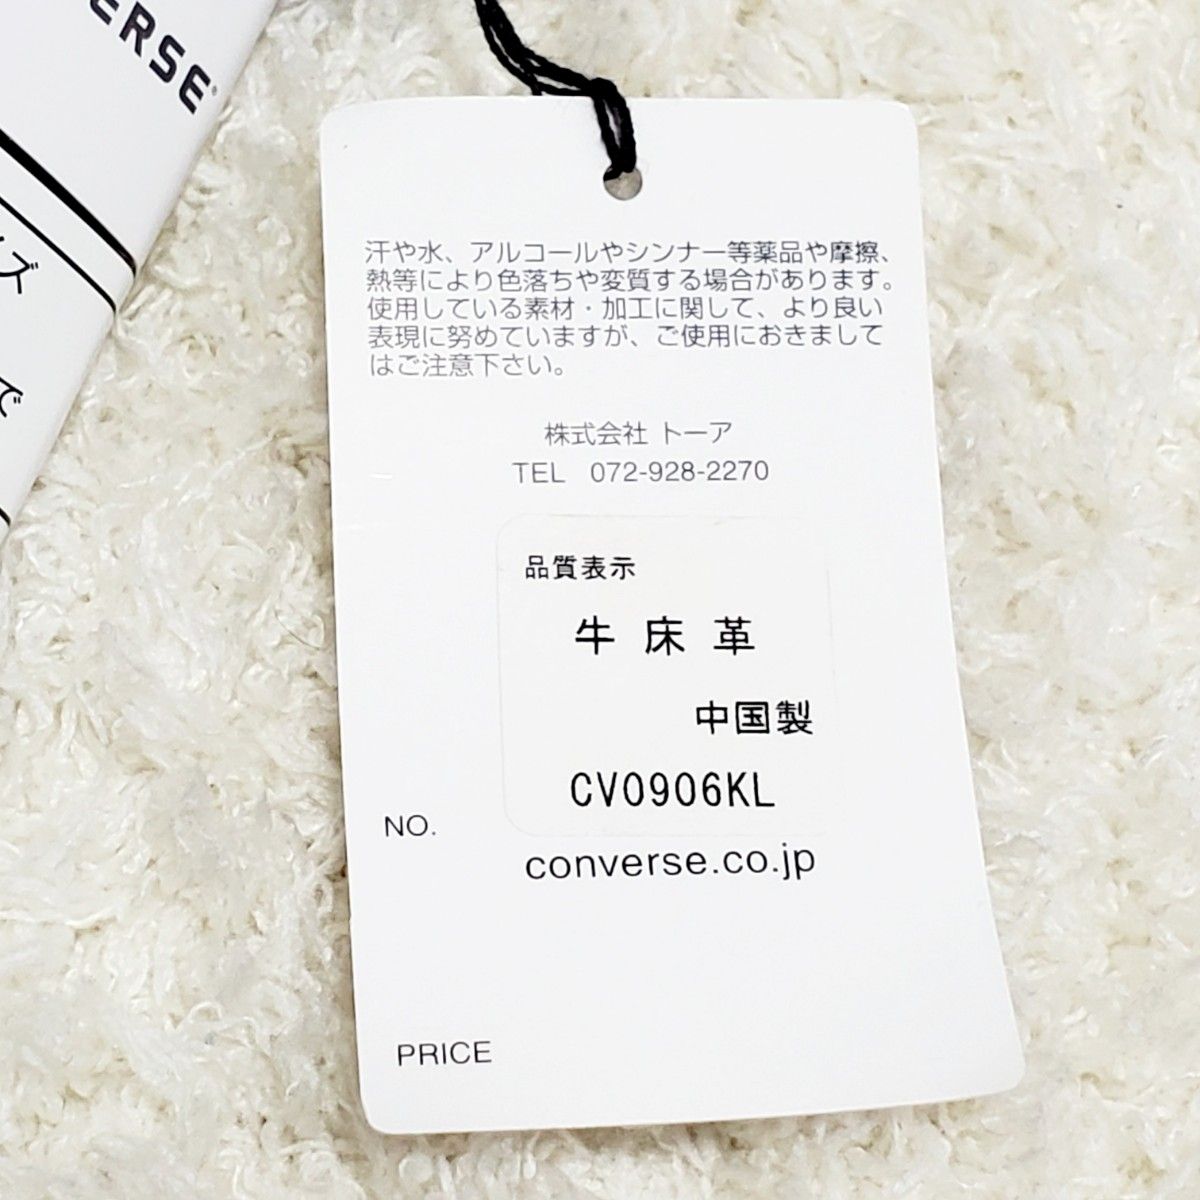 ERSE
ズ
で
汗や水、アルコールやシンナー等薬品や摩擦、
熱等により色落ちや変質する場合があります。
使用している素材・加工に関して、より良い
表現に努めていますが、ご使用におきまして
はご注意下さい。
株式会社 トーア
TEL 072-928-2270
品質表示
牛床革
中国製
CV0906KL
NO.
converse.co.jp
PRICE